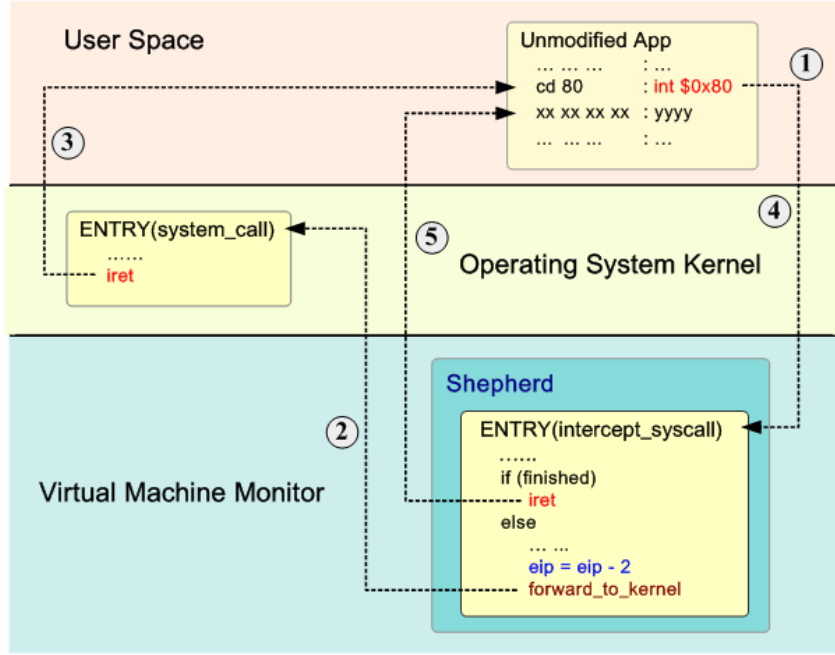 User Space
Unmodified App
... ... ... : ...
cd 80 : int $0x80
xx xx xx xx : yyyy
... ... ... : ...
1
3
ENTRY(system_call)
......
iret
5
4
Operating System Kernel
2
Virtual Machine Monitor
Shepherd
ENTRY(intercept_syscall)
......
if (finished)
iret
else
... ...
eip = eip - 2
forward_to_kernel